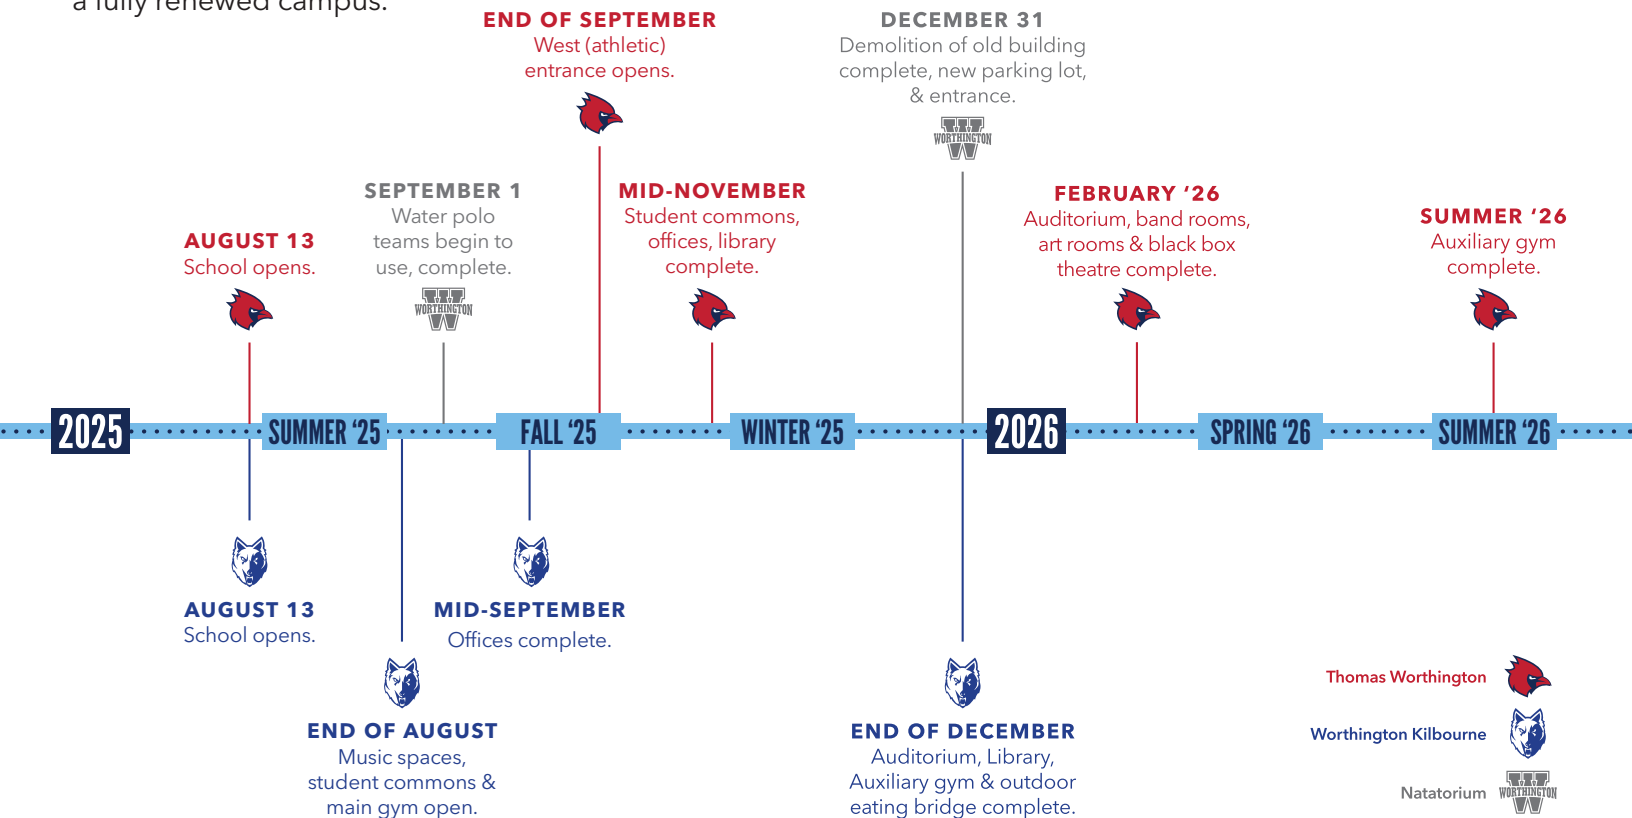 a fully renewed campus.
END OF SEPTEMBER
West (athletic)
entrance opens.
DECEMBER 31
Demolition of old building
complete, new parking lot,
& entrance.
WORTHINGTON
SEPTEMBER 1
Water polo
teams begin to
use, complete.
WORTHINGTON
MID-NOVEMBER
Student commons,
offices, library
complete.
FEBRUARY ‘26
Auditorium, band rooms,
art rooms & black box
theatre complete.
SUMMER ‘26
Auxiliary gym
complete.
AUGUST 13
School opens.
2025
SUMMER ‘25
FALL ‘25
WINTER ‘25
2026
SPRING ‘26
SUMMER ‘26
AUGUST 13
School opens.
MID-SEPTEMBER
Offices complete.
END OF AUGUST
Music spaces,
student commons &
main gym open.
END OF DECEMBER
Auditorium, Library,
Auxiliary gym & outdoor
eating bridge complete.
Thomas Worthington
Worthington Kilbourne
Natatorium
WORTHINGTON